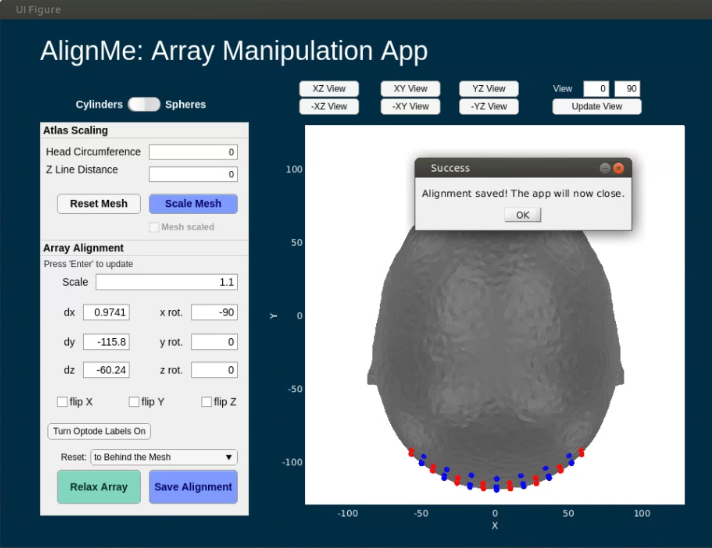 UI Figure
AlignMe: Array Manipulation App
Cylinders Spheres
XZ View XY View YZ View View 0 90
-XZ View -XY View -YZ View Update View
Atlas Scaling
Head Circumference 0
Z Line Distance 0
Reset Mesh Scale Mesh
Mesh scaled
Array Alignment
Press 'Enter' to update
Scale 1.1
dx 0.9741 x rot. -90
dy -115.8 y rot. 0
dz -60.24 z rot. 0
flip X flip Y flip Z
Turn Optode Labels On
Reset: to Behind the Mesh
Relax Array Save Alignment
Success
Alignment saved! The app will now close.
OK
100
50
0
-50
-100
Y
-100 -50 0 50 100
X